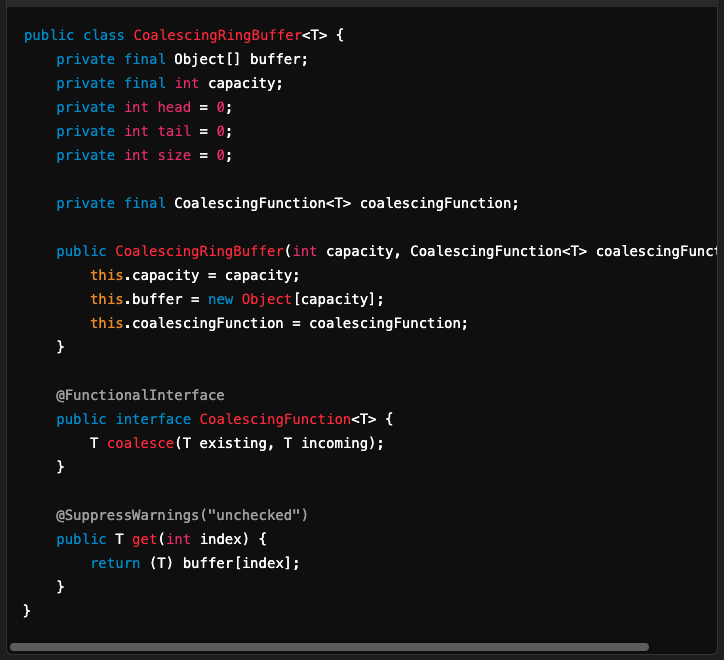 public class CoalescingRingBuffer<T> {
    private final Object[] buffer;
    private final int capacity;
    private int head = 0;
    private int tail = 0;
    private int size = 0;

    private final CoalescingFunction<T> coalescingFunction;

    public CoalescingRingBuffer(int capacity, CoalescingFunction<T> coalescingFunct
        this.capacity = capacity;
        this.buffer = new Object[capacity];
        this.coalescingFunction = coalescingFunction;
    }

    @FunctionalInterface
    public interface CoalescingFunction<T> {
        T coalesce(T existing, T incoming);
    }

    @SuppressWarnings("unchecked")
    public T get(int index) {
        return (T) buffer[index];
    }
}